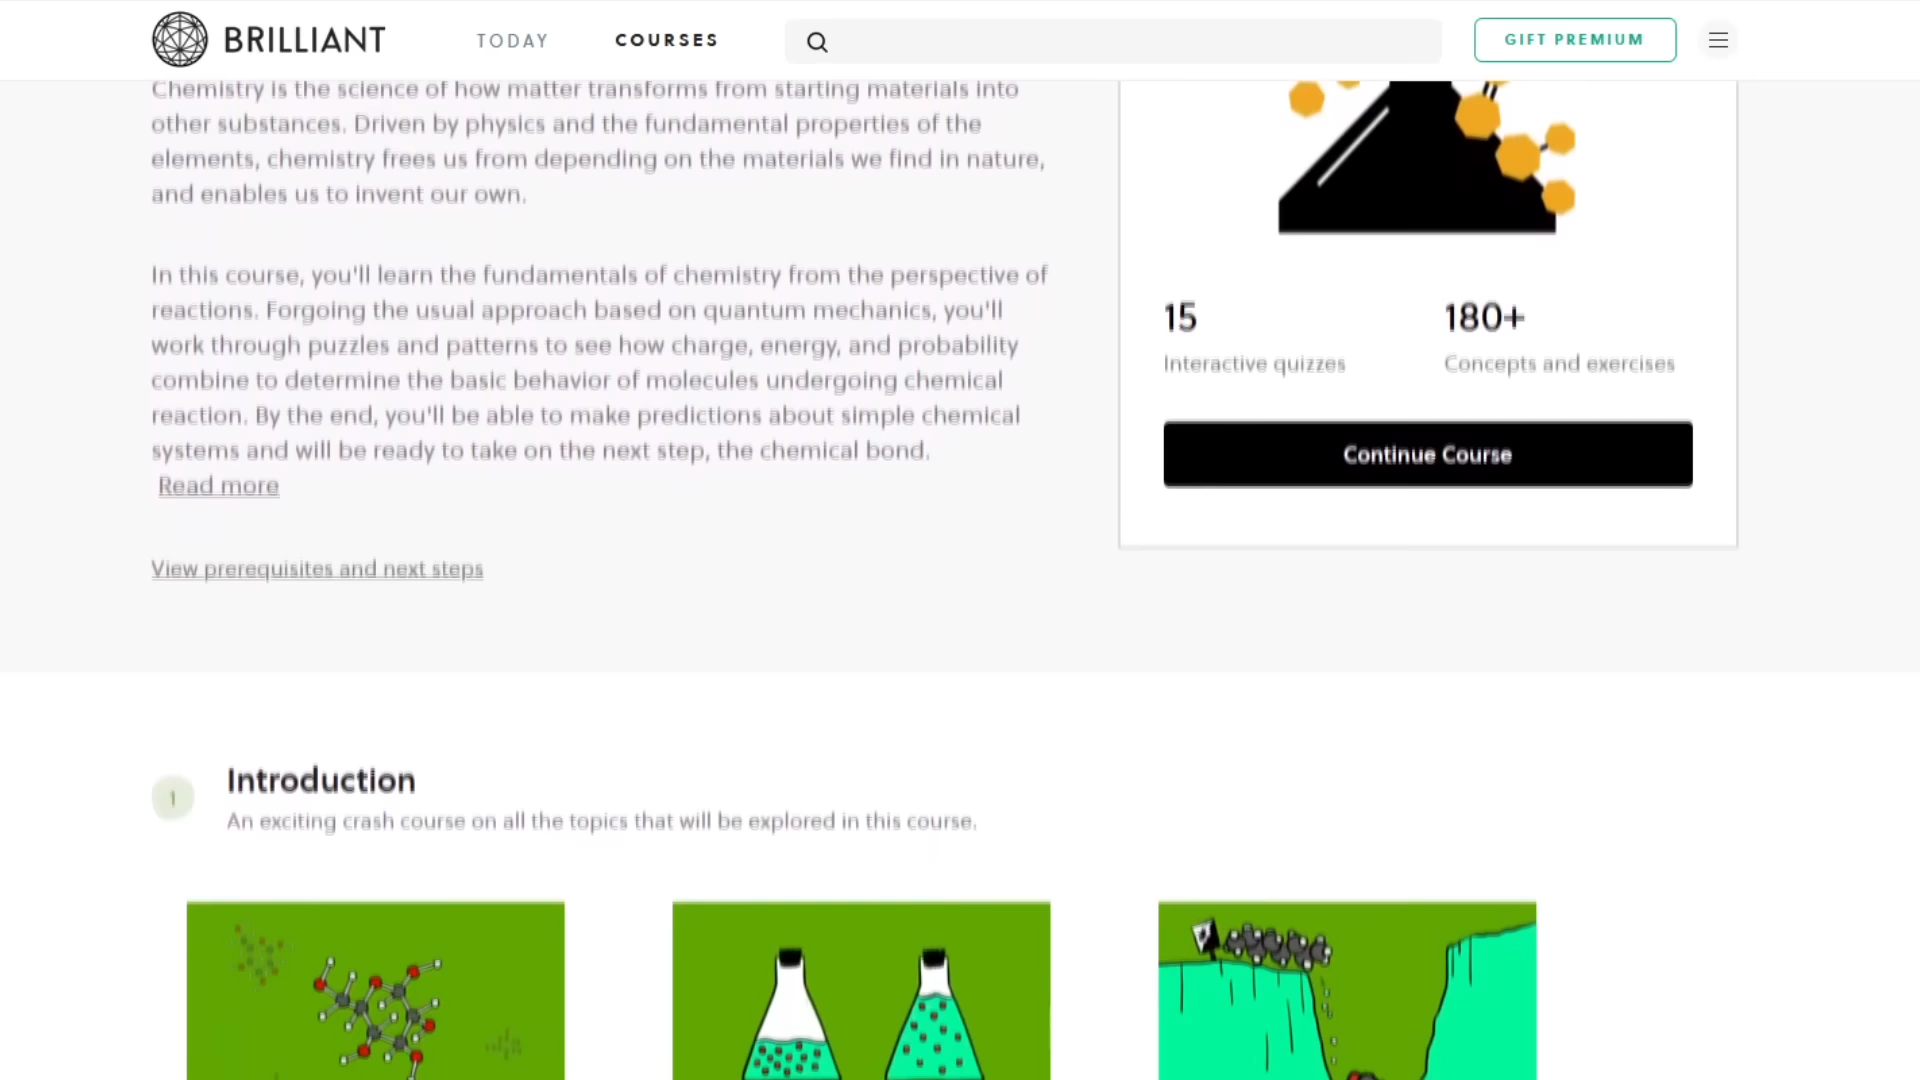 BRILLIANT
TODAY
COURSES
GIFT PREMIUM
Chemistry is the science of how matter transforms from starting materials into
other substances. Driven by physics and the fundamental properties of the
elements, chemistry frees us from depending on the materials we find in nature,
and enables us to invent our own.
In this course, you'll learn the fundamentals of chemistry from the perspective of
reactions. Forgoing the usual approach based on quantum mechanics, you'll
work through puzzles and patterns to see how charge, energy, and probability
combine to determine the basic behavior of molecules undergoing chemical
reaction. By the end, you'll be able to make predictions about simple chemical
systems and will be ready to take on the next step, the chemical bond.
Read more
View prerequisites and next steps
15
Interactive quizzes
180+
Concepts and exercises
Continue Course
1
Introduction
An exciting crash course on all the topics that will be explored in this course.